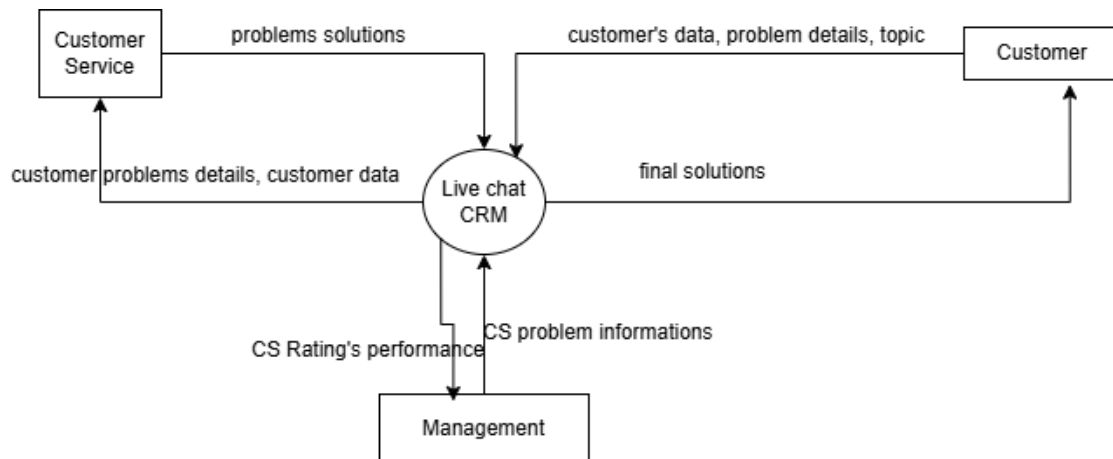 Customer
Service
problems solutions
customer's data, problem details, topic
Customer
customer problems details, customer data
Live chat
CRM
final solutions
CS Rating's performance
CS problem informations
Management